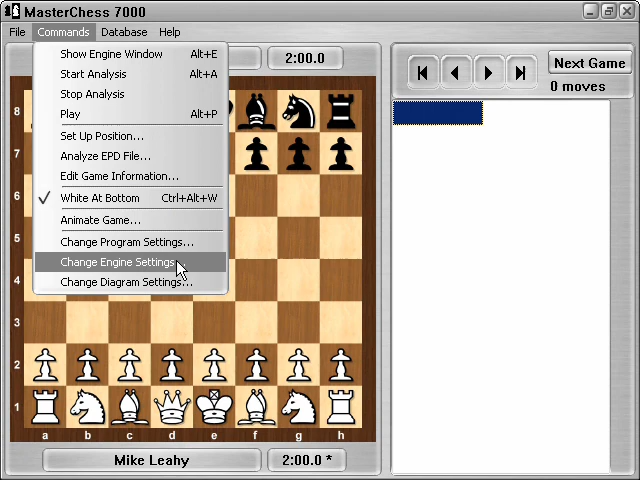 MasterChess 7000
File Commands Database Help
Show Engine Window Alt+E
Start Analysis Alt+A
Stop Analysis
Play Alt+P
Set Up Position...
Analyze EPD File...
Edit Game Information...
White At Bottom Ctrl+Alt+W
Animate Game...
Change Program Settings...
Change Engine Settings...
Change Diagram Settings...
2:00.0
Next Game
0 moves
8
7
6
5
4
3
2
1
a b c d e f g h
Mike Leahy 2:00.0 *